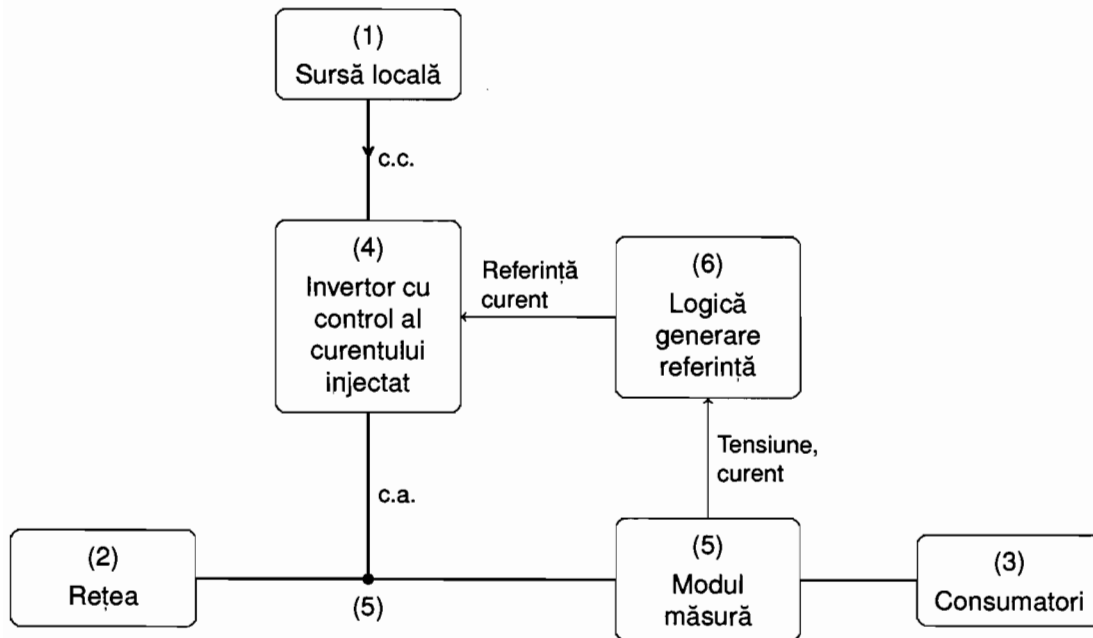 (1)
Sursă locală
c.c.
(4)
Invertor cu
control al
curentului
injectat
Referință
curent
(6)
Logică
generare
referință
Tensiune,
curent
c.a.
(2)
Rețea
(5)
(5)
Modul
măsură
(3)
Consumatori